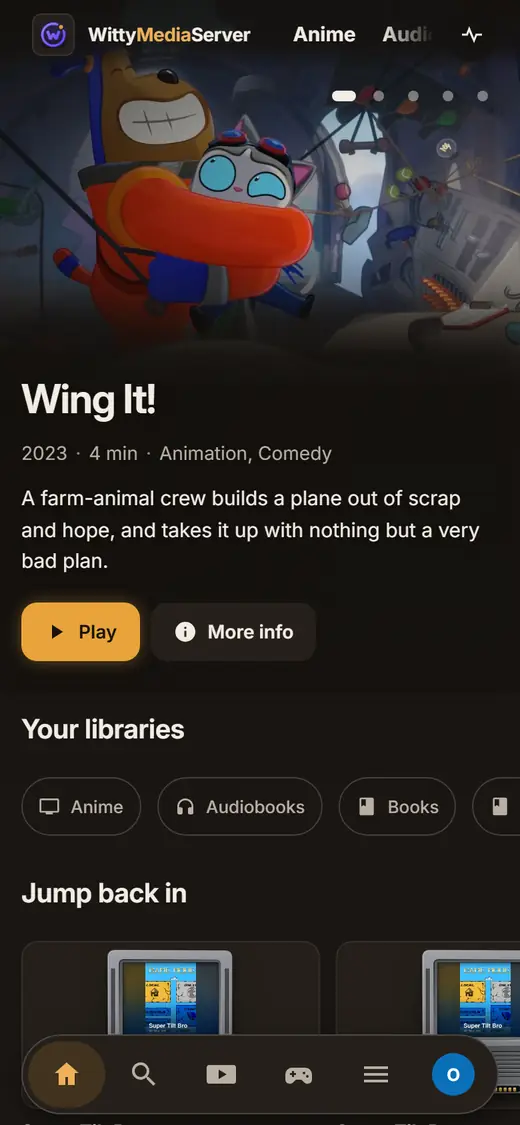 WittyMediaServer
Anime
Wing It!
2023 · 4 min · Animation, Comedy
A farm-animal crew builds a plane out of scrap
and hope, and takes it up with nothing but a very
bad plan.
Play
More info
Your libraries
Anime
Audiobooks
Books
Jump back in
Super Tilt Bro
Super Tilt Bro
O